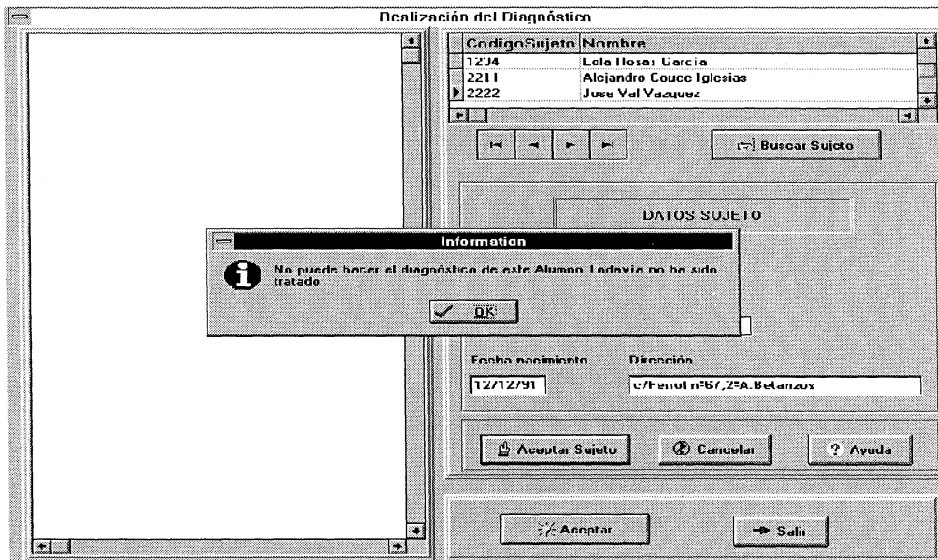 Realización del Diagnóstico
CodigoSujeto Nombre
1234 Lola Rosas García
2211 Alejandro Couce Iglesias
2222 Jose Val Vazquez
Buscar Sujeto
DATOS SUJETO
Information
No puede hacer el diagnóstico de este Alumno. Todavía no ha sido
tratado
OK
Fecha nacimiento Dirección
12/12/91 c/Ferrol nº67,2ºA.Betanzos
Aceptar Sujeto Cancelar ? Ayuda
Aceptar Salir